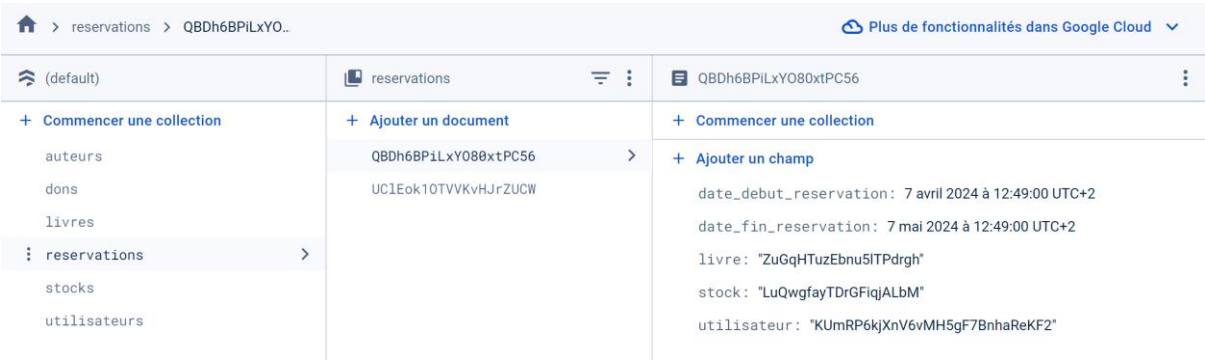 reservations > QBDh6BPiLxYO..
Plus de fonctionnalités dans Google Cloud
(default)
reservations
QBDh6BPiLxYO80xtPC56
+ Commencer une collection
+ Ajouter un document
+ Commencer une collection
auteurs
dons
livres
reservations
stocks
utilisateurs
QBDh6BPiLxYO80xtPC56
UClEok1OTVVKvHJrZUCW
+ Ajouter un champ
date_debut_reservation: 7 avril 2024 à 12:49:00 UTC+2
date_fin_reservation: 7 mai 2024 à 12:49:00 UTC+2
livre: "ZuGqHTuzEbnu5lTPdrgh"
stock: "LuQwgfayTDrGFiqjALbM"
utilisateur: "KUmRP6kjXnV6vMH5gF7BnhaReKF2"